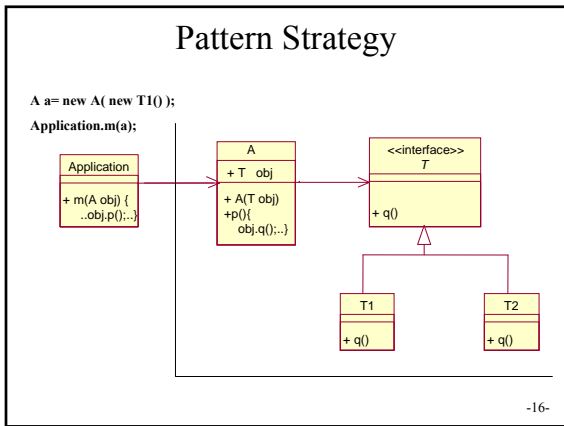 Pattern Strategy
A a= new A( new T1() );
Application.m(a);
Application
+ m(A obj) {
..obj.p();..}
A
+ T obj
+ A(T obj)
+p(){
obj.q();..}
<<interface>>
T
+ q()
T1
+ q()
T2
+ q()
-16-